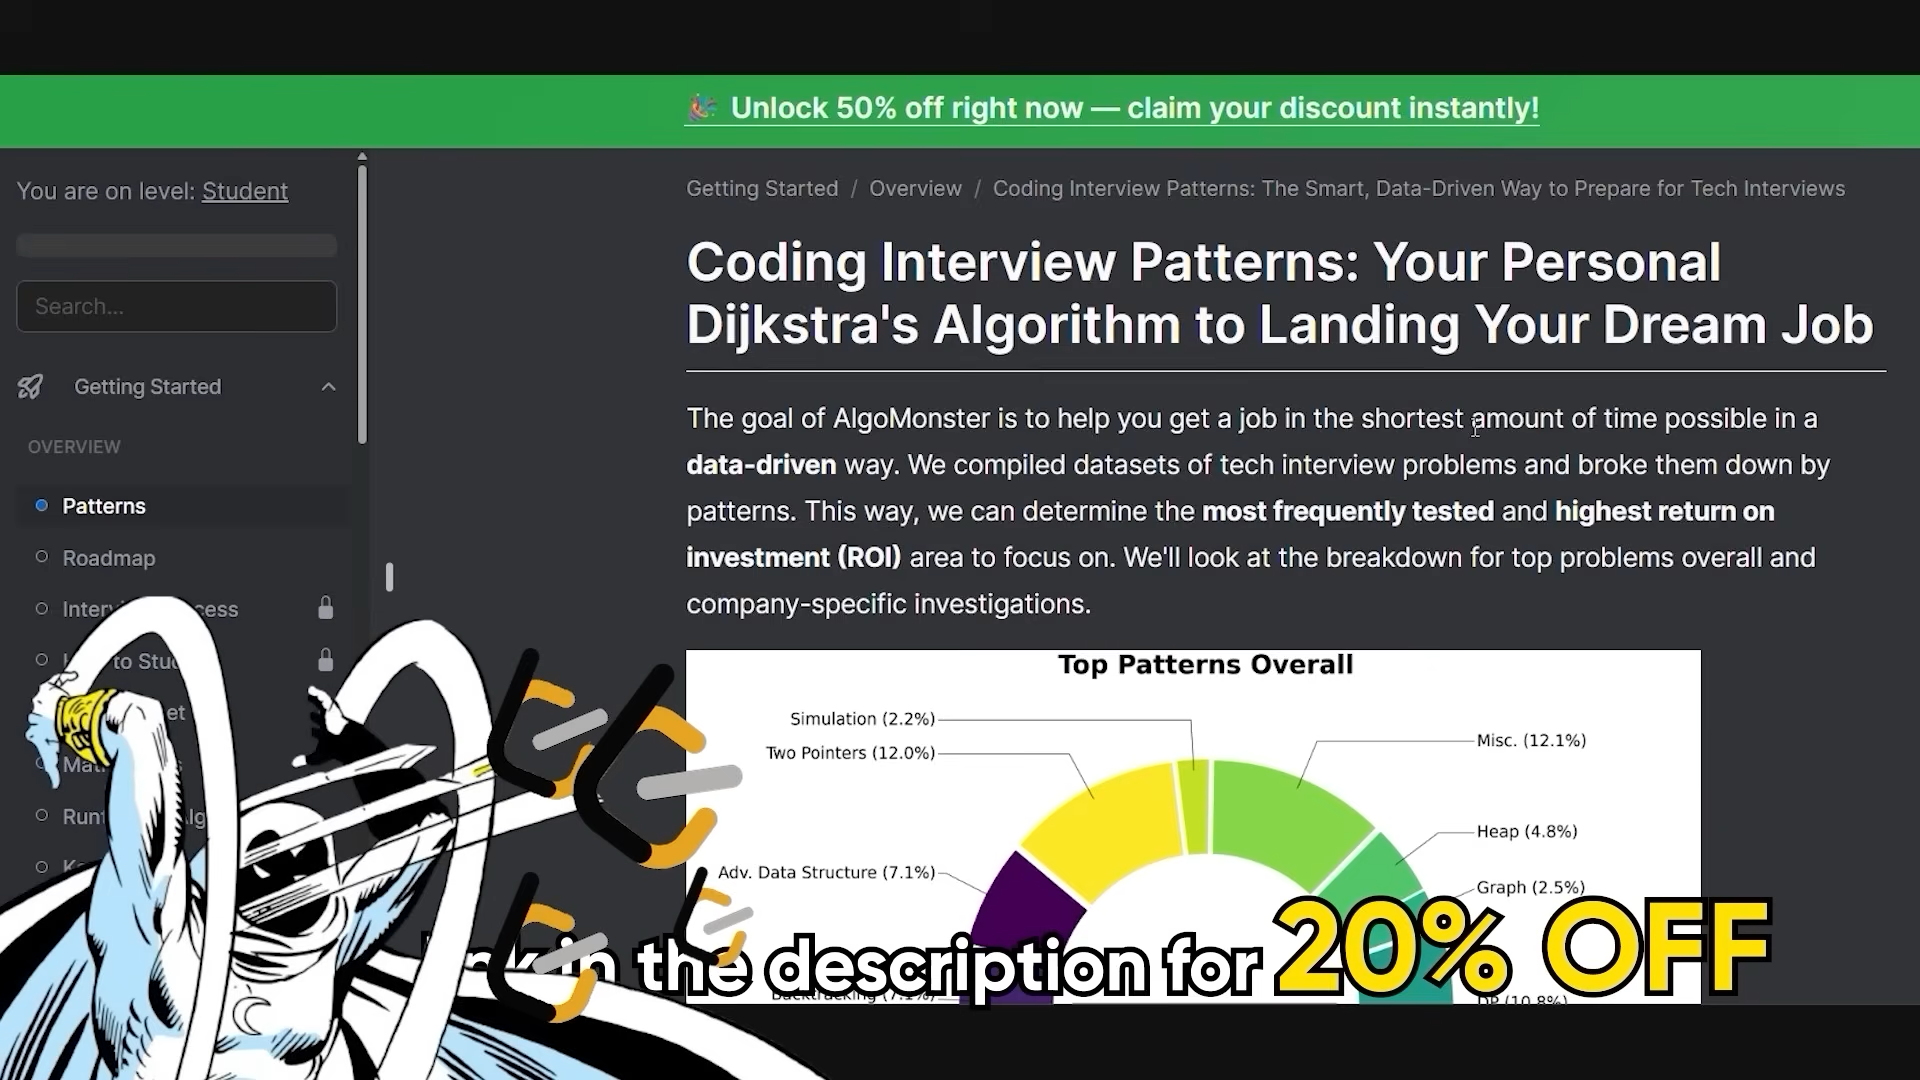 🎉 Unlock 50% off right now — claim your discount instantly!
You are on level: Student
Search...
Getting Started
OVERVIEW
Patterns
Roadmap
Getting Started / Overview / Coding Interview Patterns: The Smart, Data-Driven Way to Prepare for Tech Interviews
Coding Interview Patterns: Your Personal
Dijkstra's Algorithm to Landing Your Dream Job
The goal of AlgoMonster is to help you get a job in the shortest amount of time possible in a
data-driven way. We compiled datasets of tech interview problems and broke them down by
patterns. This way, we can determine the most frequently tested and highest return on
investment (ROI) area to focus on. We'll look at the breakdown for top problems overall and
company-specific investigations.
Top Patterns Overall
Simulation (2.2%)
Two Pointers (12.0%)
Misc. (12.1%)
Heap (4.8%)
Adv. Data Structure (7.1%)
Graph (2.5%)
in the description for 20% OFF
Backtracking (7.1%)
DP (10.8%)